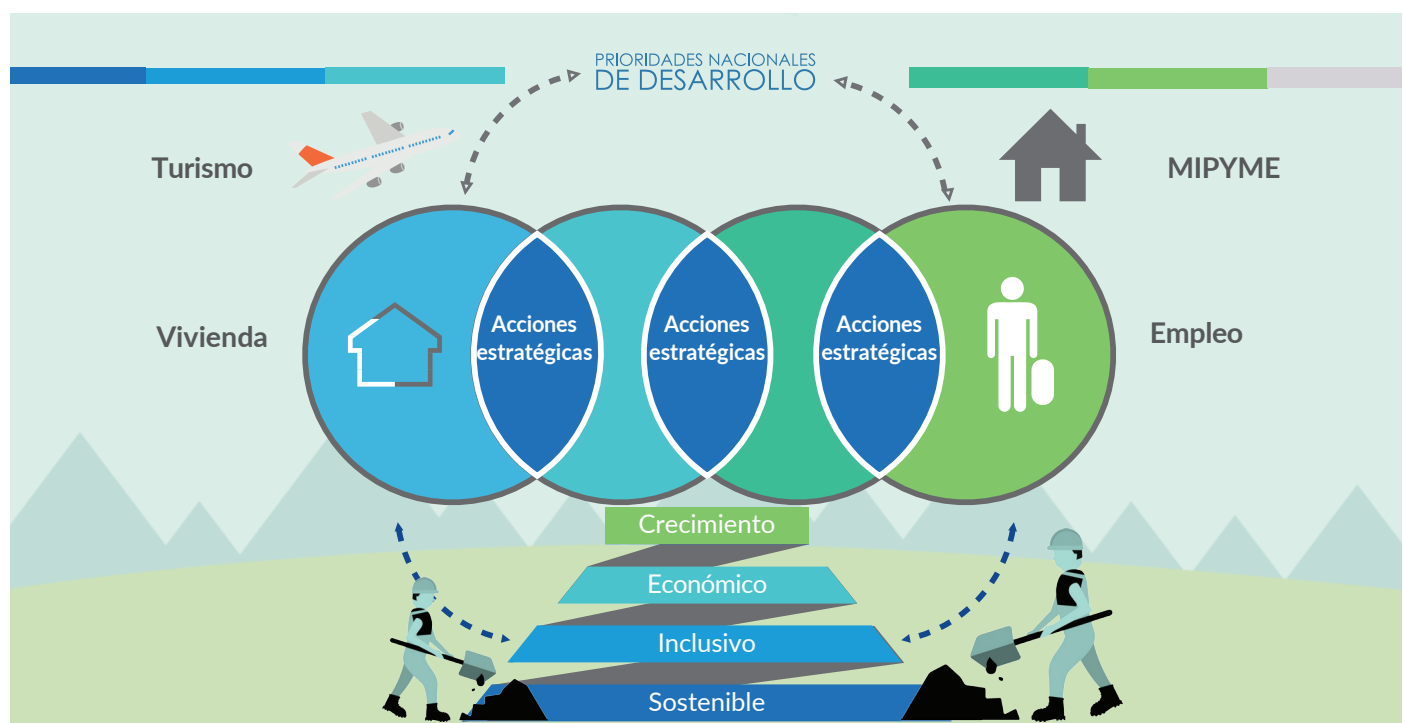 PRIORIDADES NACIONALES
DE DESARROLLO
Turismo
MIPYME
Vivienda
Empleo
Acciones
estratégicas
Acciones
estratégicas
Acciones
estratégicas
Crecimiento
Económico
Inclusivo
Sostenible